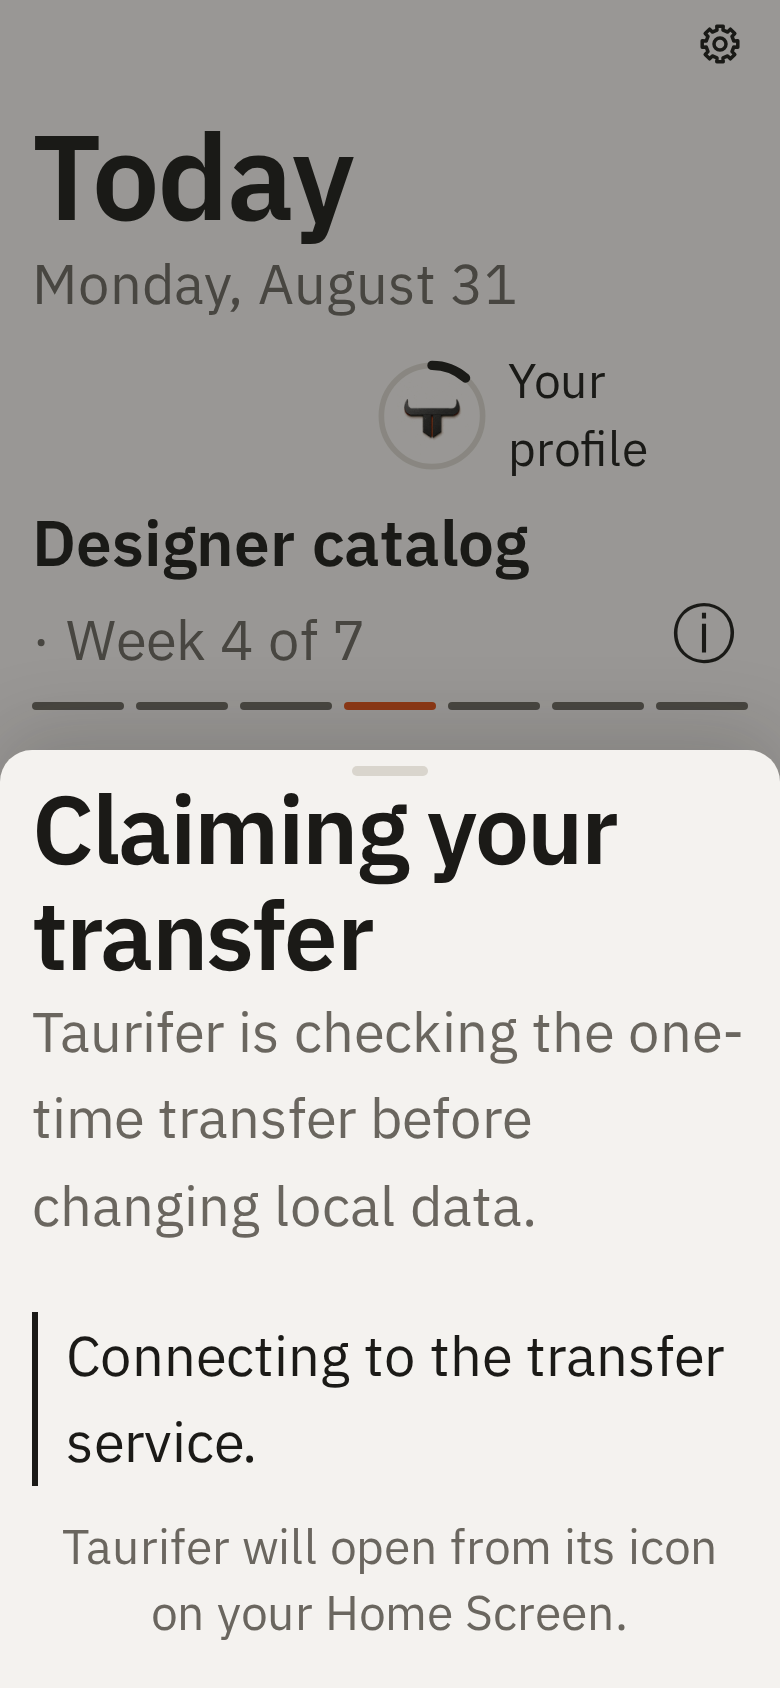 Today
Monday, August 31
Your
profile
Designer catalog
· Week 4 of 7
Claiming your
transfer
Taurifer is checking the one-
time transfer before
changing local data.
Connecting to the transfer
service.
Taurifer will open from its icon
on your Home Screen.